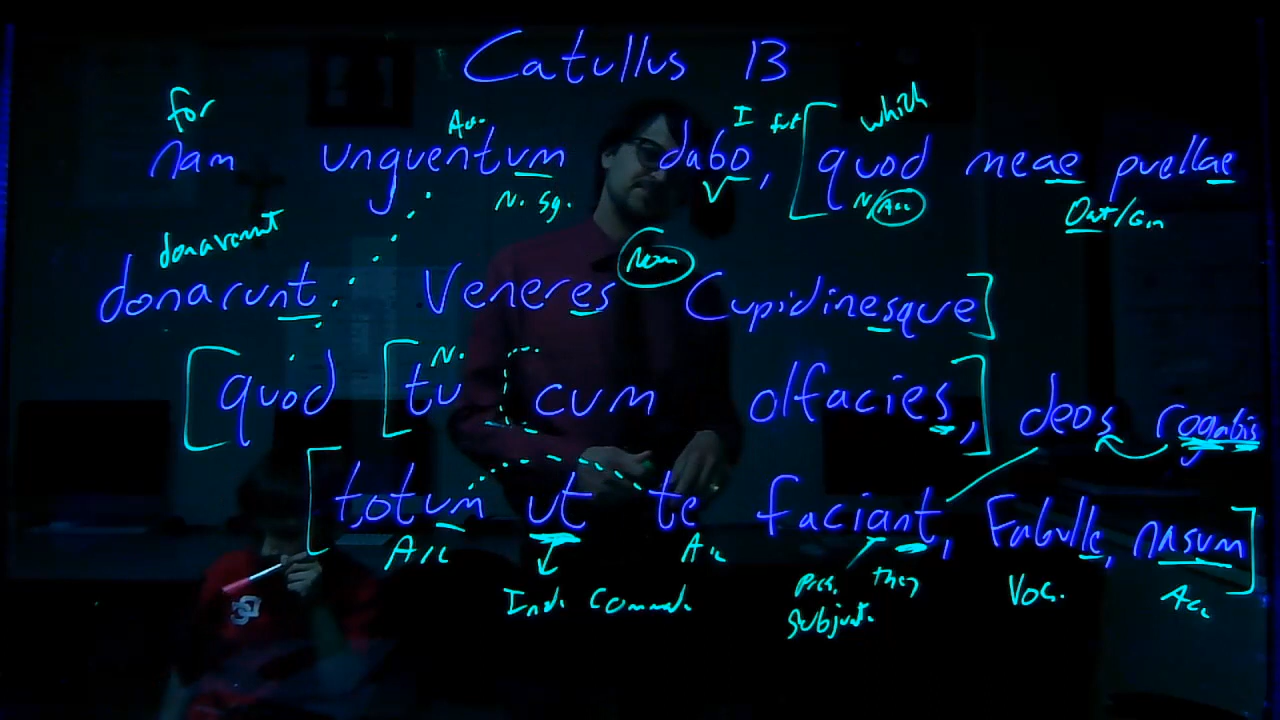 Catullus 13
for Acc. I fut which
nam unguentum dabo, [quod meae puellae
N. Sg. V N/Acc Dat/Gen
donaverunt Nom
donarunt Veneres Cupidinesque]
N.
[quod [tu [cum olfacies,] deos rogabis
[totum ut te faciant, Fabulle, nasum]
Acc Acc Pres. they Voc. Acc
Ind. Command. Subjunt.